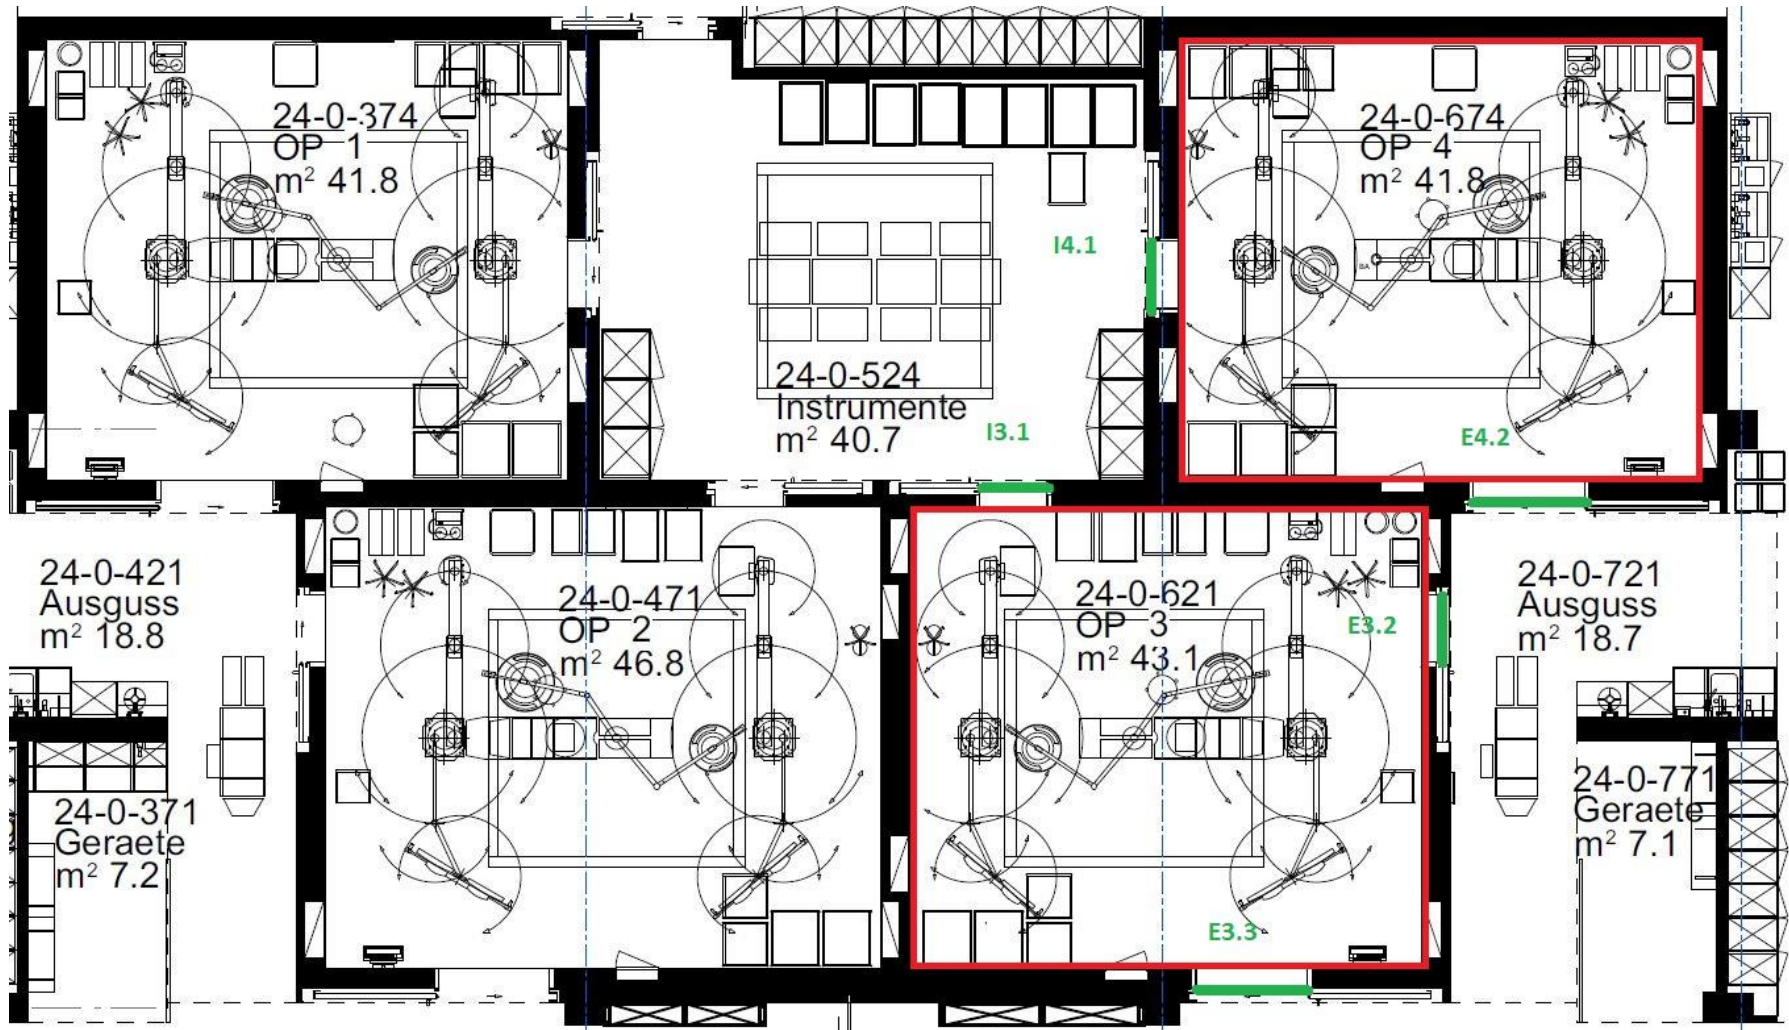 24-0-374
OP 1
m² 41.8
24-0-674
OP 4
m² 41.8
I4.1
24-0-524
Instrumente
m² 40.7
I3.1
E4.2
24-0-421
Ausguss
m² 18.8
24-0-471
OP 2
m² 46.8
24-0-621
OP 3
m² 43.1
E3.2
24-0-721
Ausguss
m² 18.7
24-0-371
Geraete
m² 7.2
24-0-771
Geraete
m² 7.1
E3.3
BA